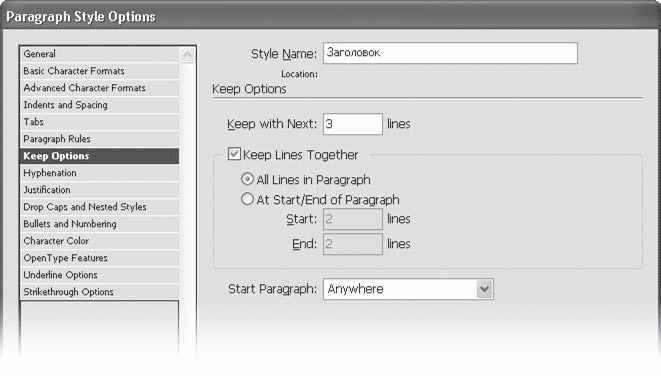 Paragraph Style Options
General
Basic Character Formats
Advanced Character Formats
Indents and Spacing
Tabs
Paragraph Rules
Keep Options
Hyphenation
Justification
Drop Caps and Nested Styles
Bullets and Numbering
Character Color
OpenType Features
Underline Options
Strikethrough Options
Style Name: Заголовок
Location:
Keep Options
Keep with Next: 3 lines
Keep Lines Together
All Lines in Paragraph
At Start/End of Paragraph
Start: 2 lines
End: 2 lines
Start Paragraph: Anywhere